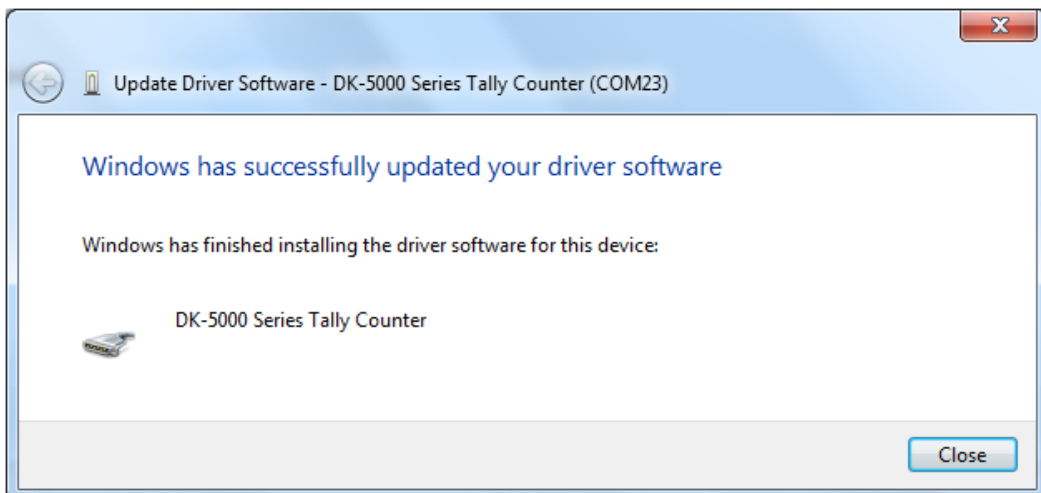 Update Driver Software - DK-5000 Series Tally Counter (COM23)
Windows has successfully updated your driver software
Windows has finished installing the driver software for this device:
DK-5000 Series Tally Counter
Close